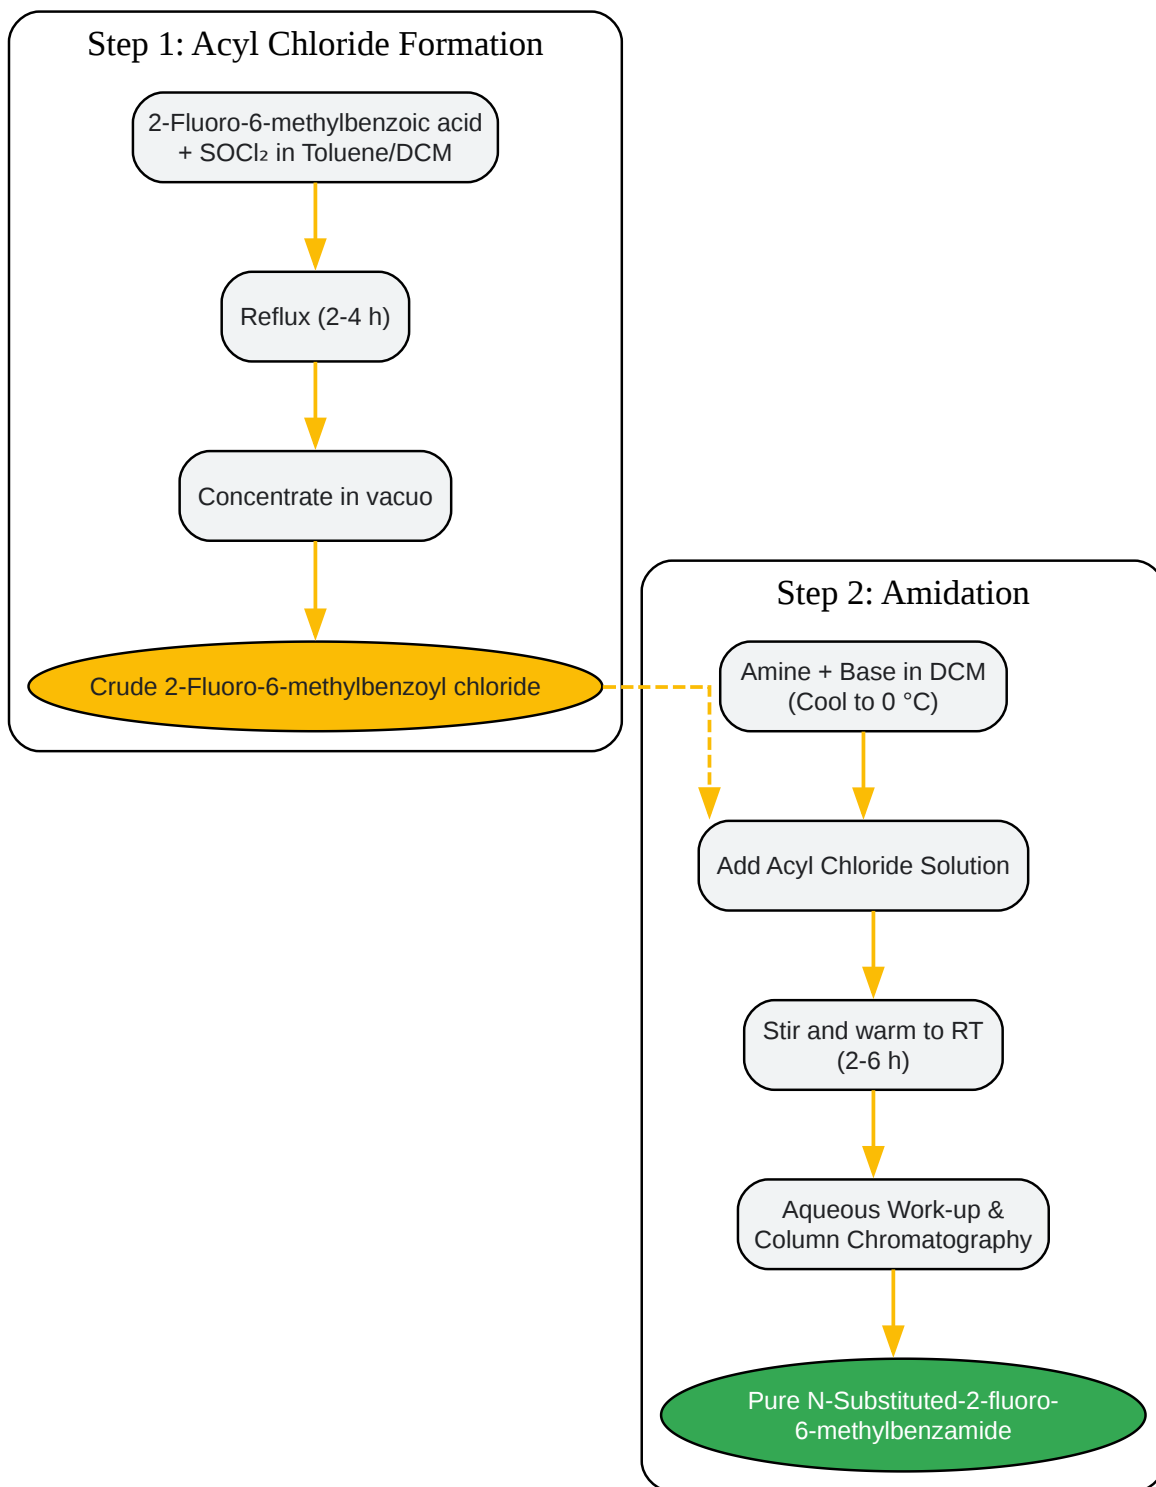 Step 1: Acyl Chloride Formation
2-Fluoro-6-methylbenzoic acid
+ SOCl₂ in Toluene/DCM
Reflux (2-4 h)
Concentrate in vacuo
Crude 2-Fluoro-6-methylbenzoyl chloride
Step 2: Amidation
Amine + Base in DCM
(Cool to 0 °C)
Add Acyl Chloride Solution
Stir and warm to RT
(2-6 h)
Aqueous Work-up &
Column Chromatography
Pure N-Substituted-2-fluoro-
6-methylbenzamide